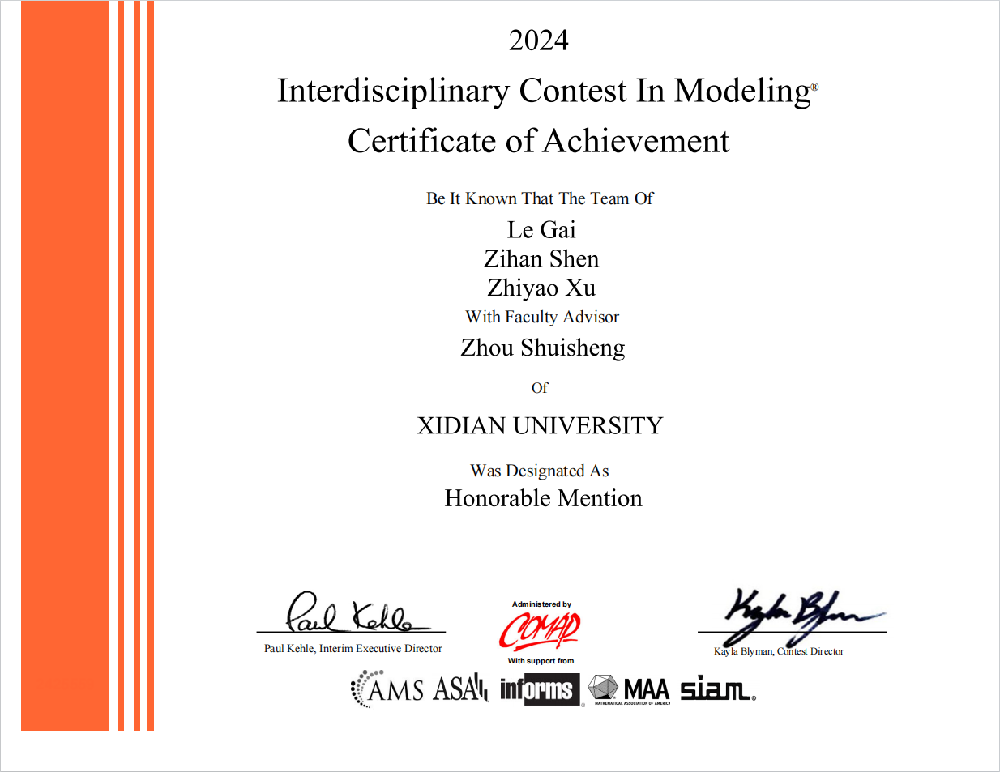 2024
Interdisciplinary Contest In Modeling®
Certificate of Achievement
Be It Known That The Team Of
Le Gai
Zihan Shen
Zhiyao Xu
With Faculty Advisor
Zhou Shuisheng
Of
XIDIAN UNIVERSITY
Was Designated As
Honorable Mention
Paul Kehle
Administered by
COMAP
Kayla Blyman
Paul Kehle, Interim Executive Director
Kayla Blyman, Contest Director
With support from
AMS ASA informs® MAA siam®
MATHEMATICAL ASSOCIATION OF AMERICA